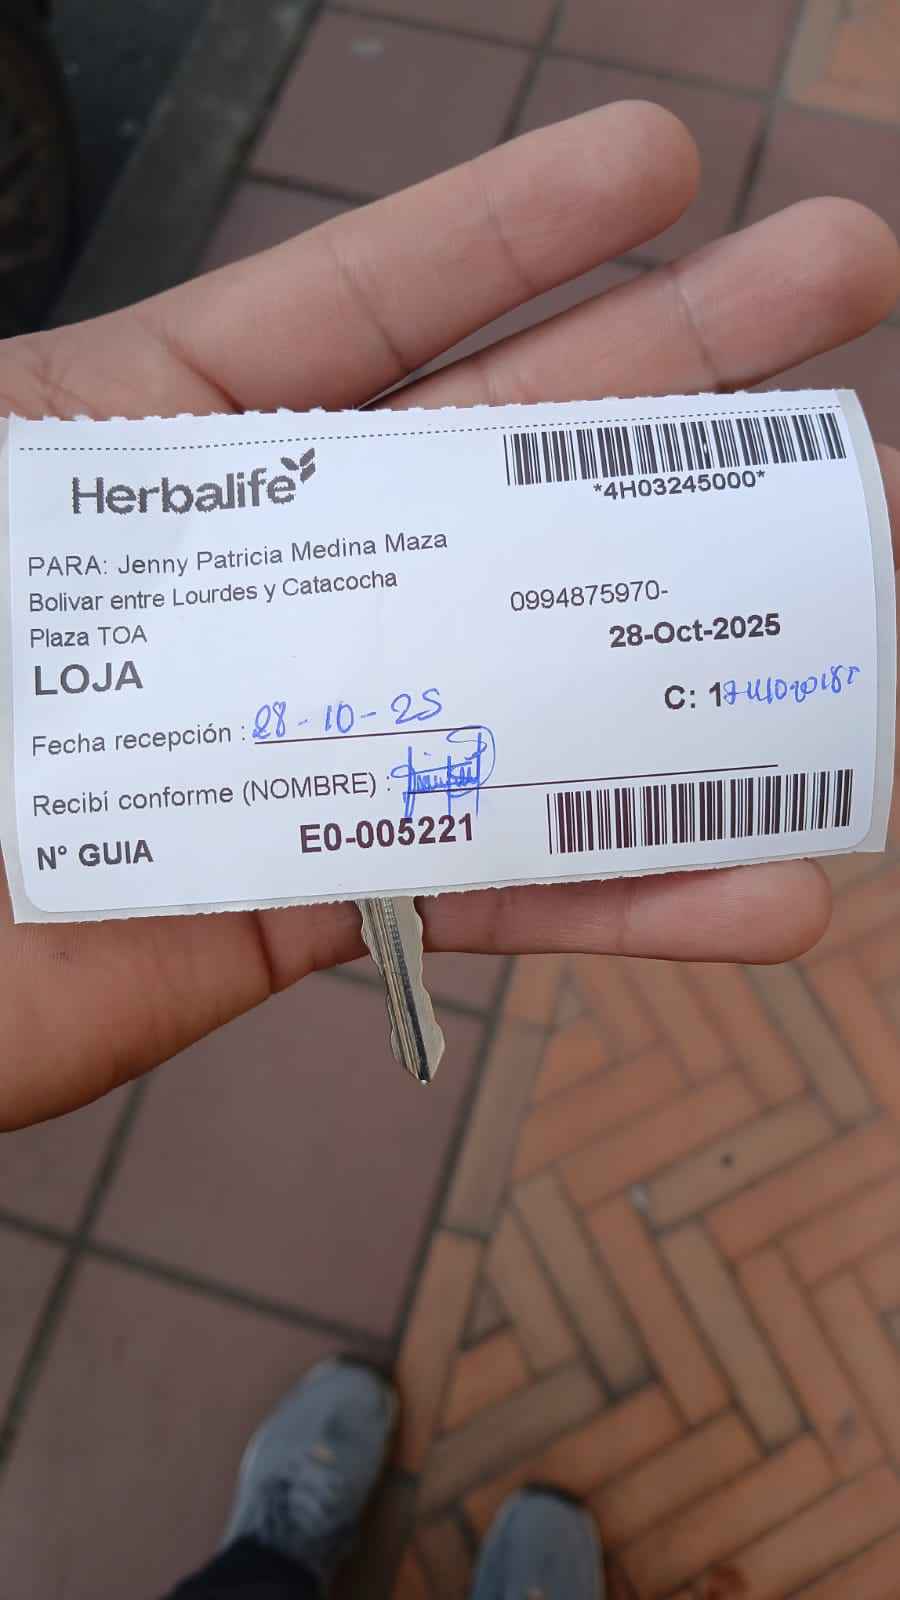 Herbalife
*4H03245000*
PARA: Jenny Patricia Medina Maza
Bolivar entre Lourdes y Catacocha
0994875970-
Plaza TOA
28-Oct-2025
LOJA
C: 1
Fecha recepción : 28-10-25
Recibí conforme (NOMBRE) :
N° GUIA E0-005221